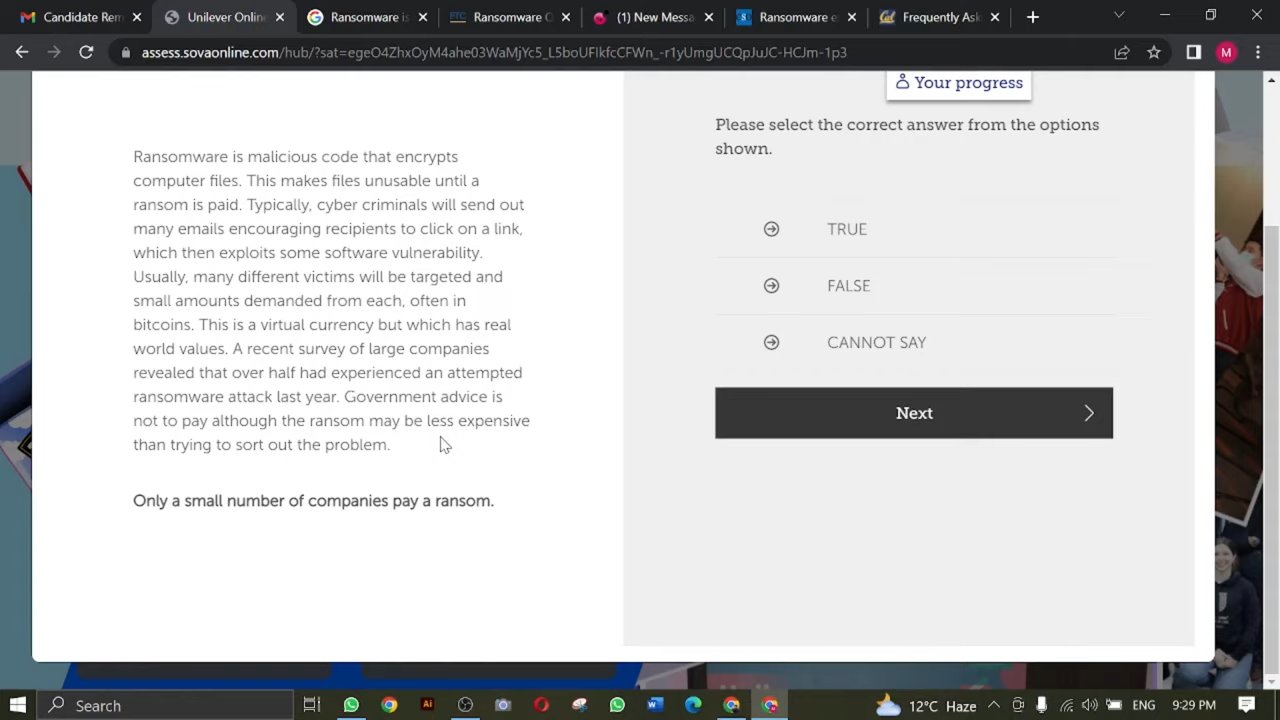 Candidate Rem
Unilever Online
Ransomware is
Ransomware G
(1) New Messa
Ransomware e
Frequently Ask
assess.sovaonline.com/hub/?sat=egeO4ZhxOyM4ahe03WaMjYc5_L5boUFlkfcCFWn_-r1yUmgUCQpJuJC-HCJm-1p3
M
Your progress
Please select the correct answer from the options
shown.
Ransomware is malicious code that encrypts
computer files. This makes files unusable until a
ransom is paid. Typically, cyber criminals will send out
many emails encouraging recipients to click on a link,
which then exploits some software vulnerability.
Usually, many different victims will be targeted and
small amounts demanded from each, often in
bitcoins. This is a virtual currency but which has real
world values. A recent survey of large companies
revealed that over half had experienced an attempted
ransomware attack last year. Government advice is
not to pay although the ransom may be less expensive
than trying to sort out the problem.
Only a small number of companies pay a ransom.
TRUE
FALSE
CANNOT SAY
Next
Search
12°C Haze
9:29 PM